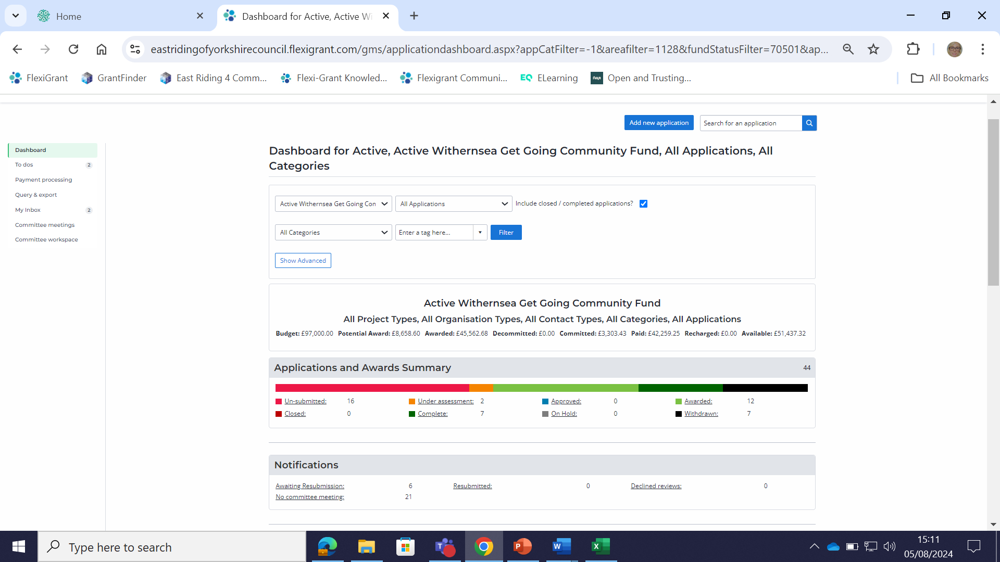 Home
Dashboard for Active, Active Wi
eastridingofyorkshirecouncil.flexigrant.com/gms/applicationdashboard.aspx?appCatFilter=-1&areafilter=1128&fundStatusFilter=70501&ap...
FlexiGrant GrantFinder East Riding 4 Comm... Flexi-Grant Knowled... Flexigrant Communi... EQ ELearning IVAR Open and Trusting... All Bookmarks
Add new application Search for an application
Dashboard
To dos 2
Payment processing
Query & export
My Inbox 2
Committee meetings
Committee workspace
Dashboard for Active, Active Withernsea Get Going Community Fund, All Applications, All
Categories
Active Withernsea Get Going Con All Applications Include closed / completed applications?
All Categories Enter a tag here... Filter
Show Advanced
Active Withernsea Get Going Community Fund
All Project Types, All Organisation Types, All Contact Types, All Categories, All Applications
Budget: £97,000.00 Potential Award: £8,658.60 Awarded: £45,562.68 Decommitted: £0.00 Committed: £3,303.43 Paid: £42,259.25 Recharged: £0.00 Available: £51,437.32
Applications and Awards Summary 44
Un-submitted: 16 Under assessment: 2 Approved: 0 Awarded: 12
Closed: 0 Complete: 7 On Hold: 0 Withdrawn: 7
Notifications
Awaiting Resubmission: 6 Resubmitted: 0 Declined reviews: 0
No committee meeting: 21
Type here to search
15:11
05/08/2024